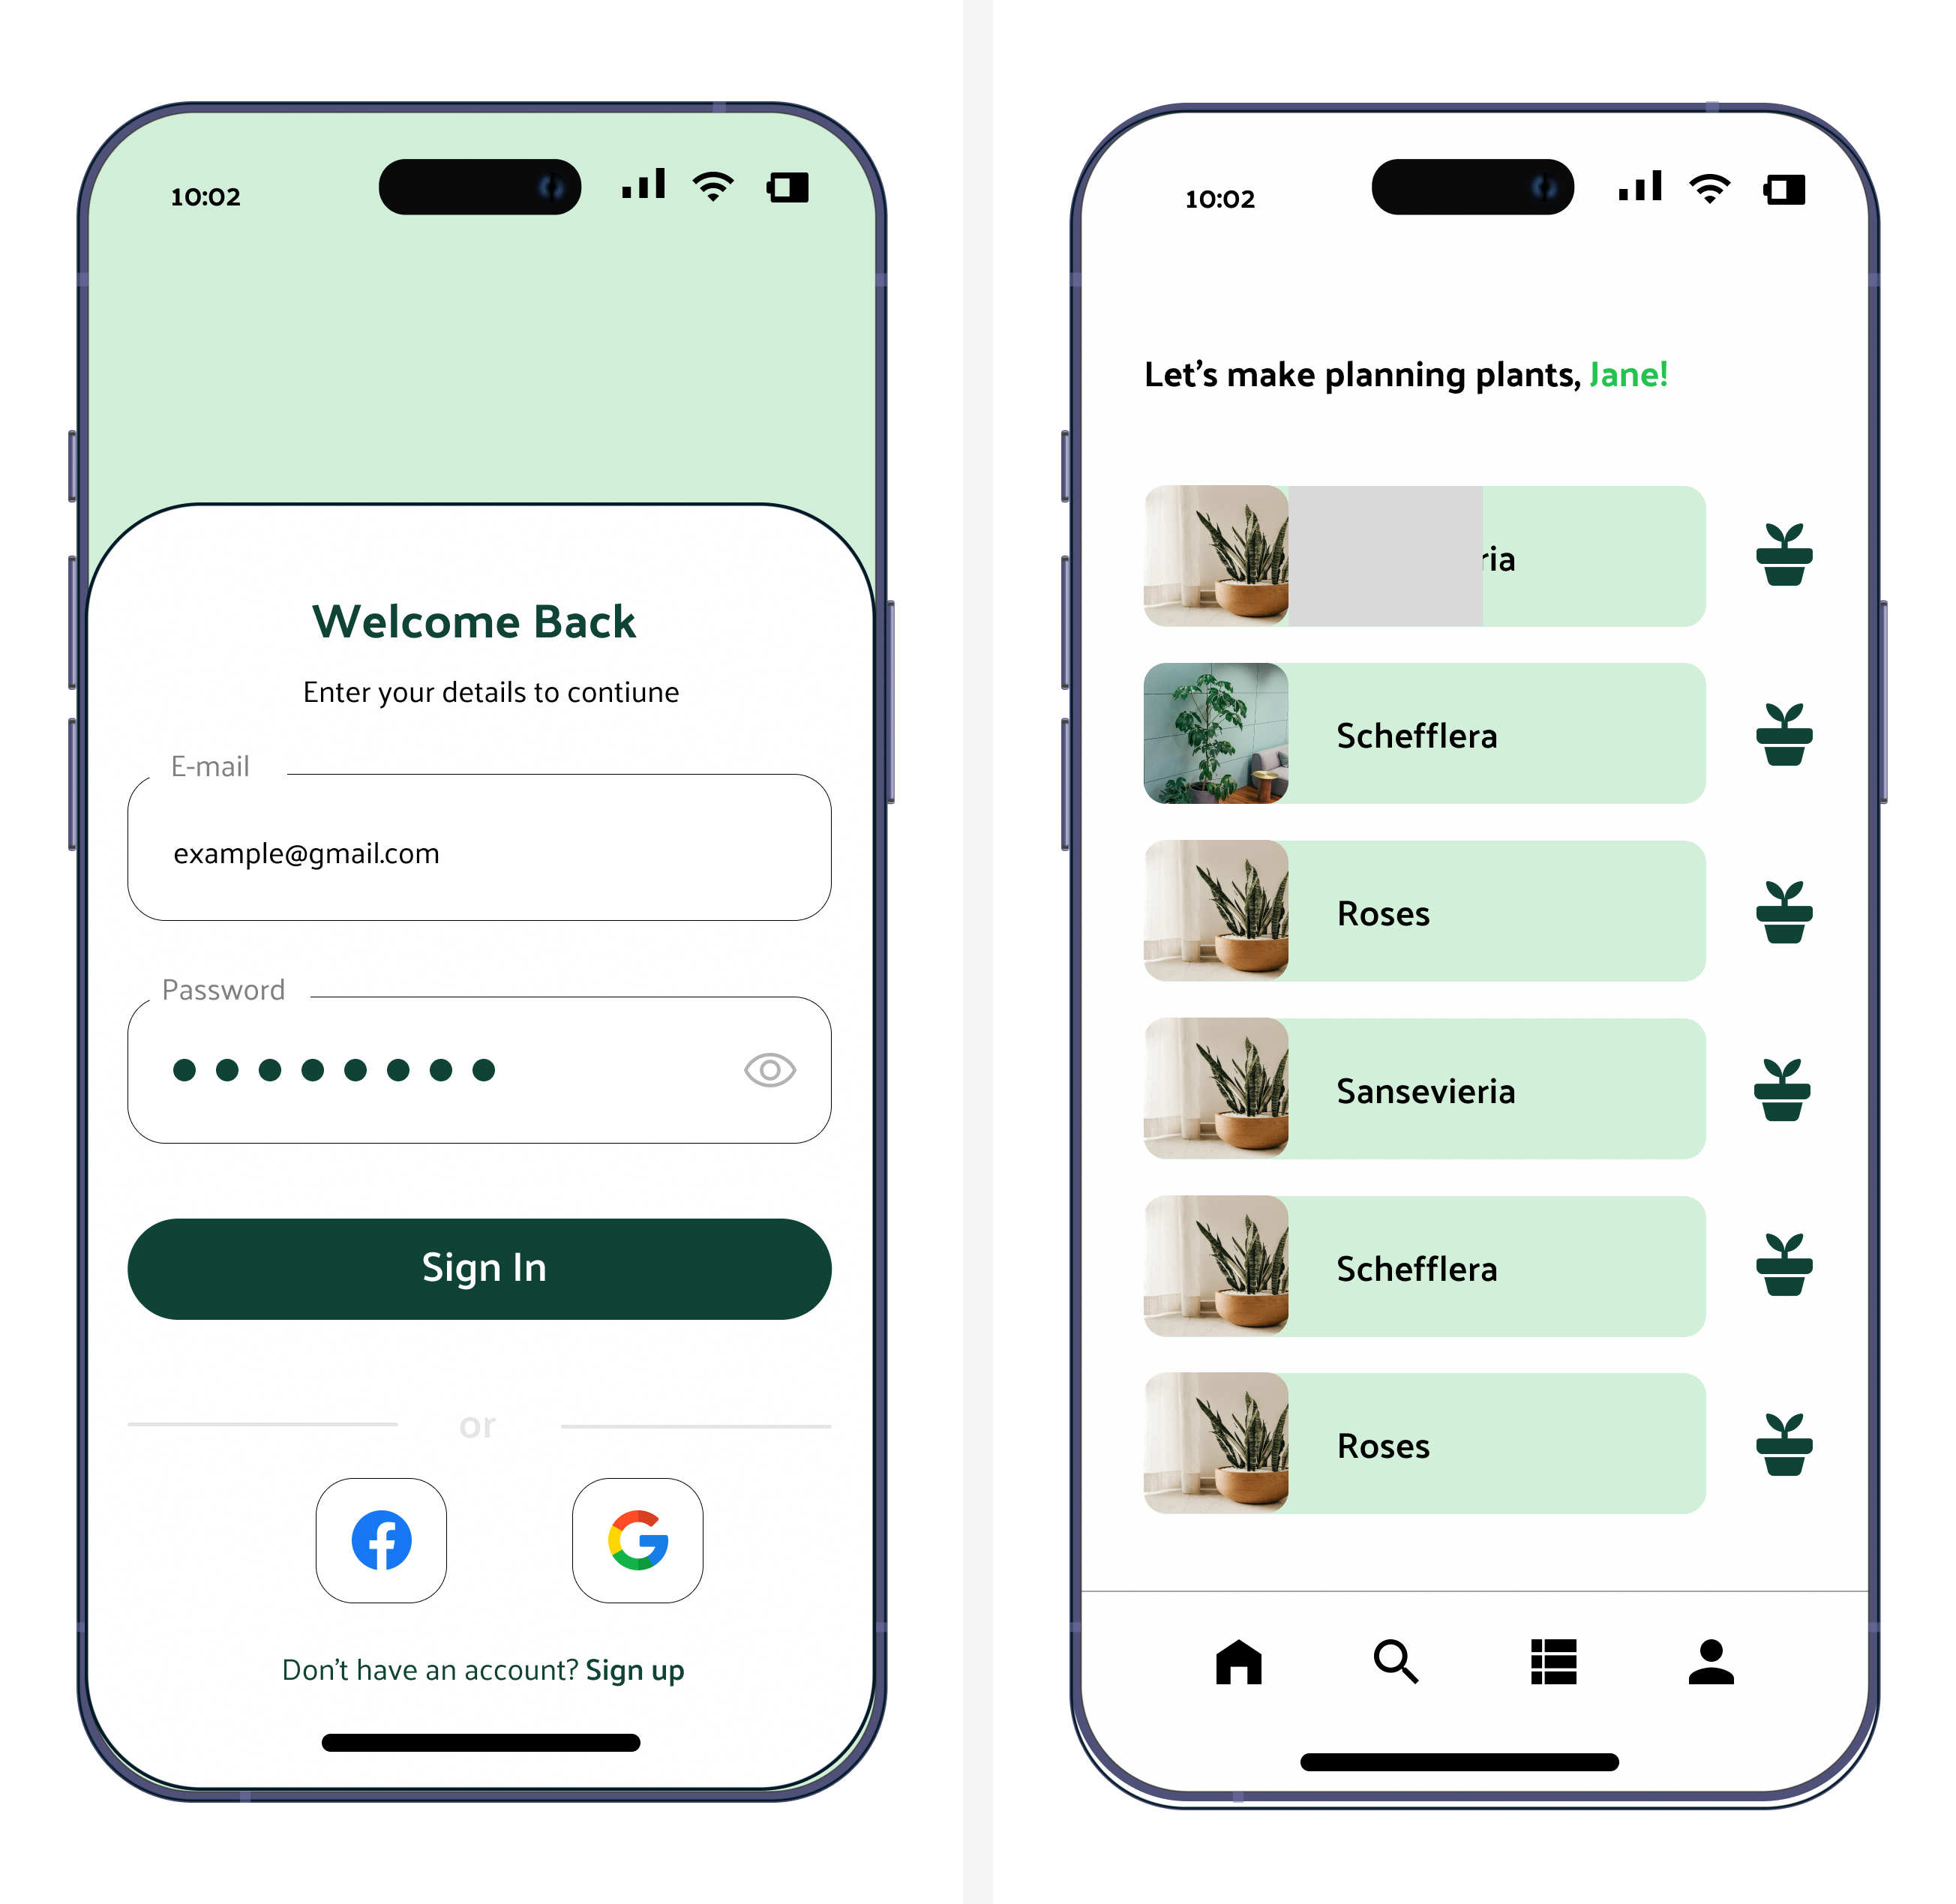 10:02
Welcome Back
Enter your details to contiune
E-mail
example@gmail.com
Password
Sign In
or
Don't have an account? Sign up
10:02
Let's make planning plants, Jane!
ria
Schefflera
Roses
Sansevieria
Schefflera
Roses